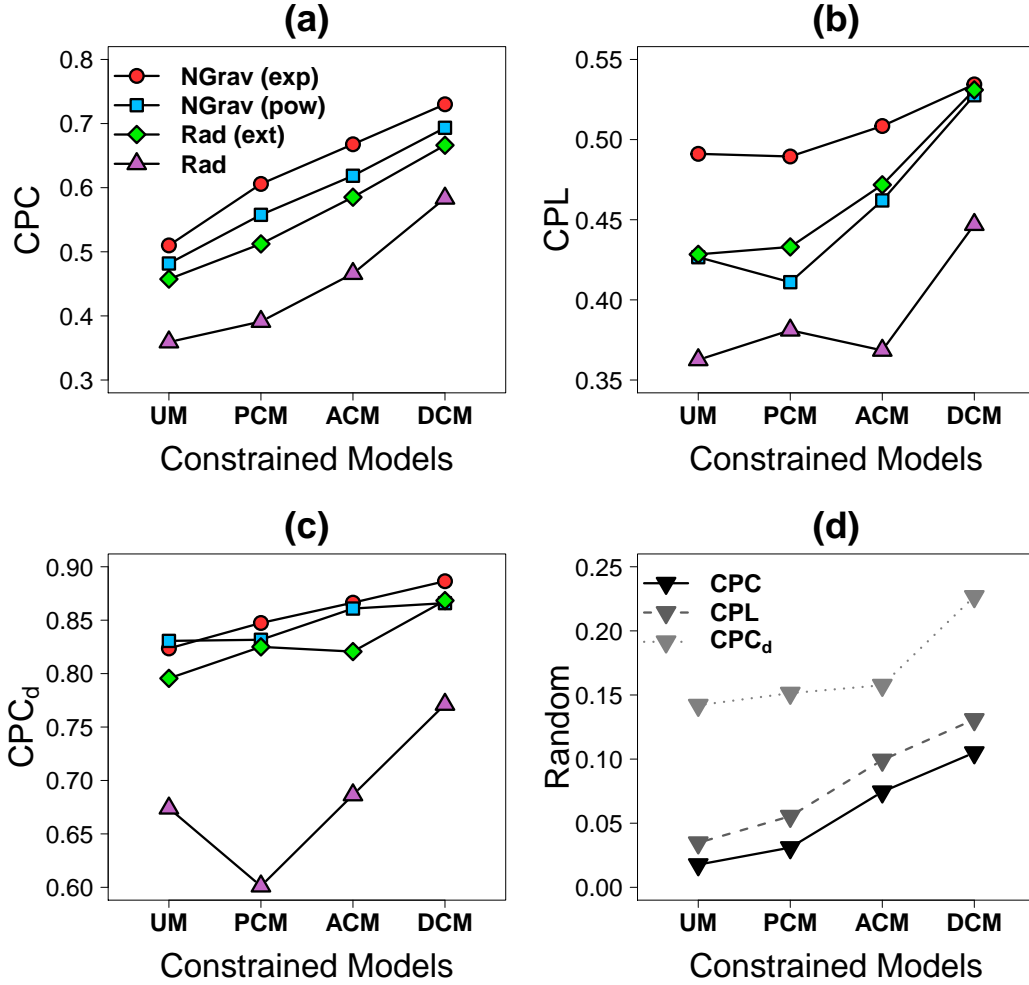 (a)
CPC
0.8
0.7
0.6
0.5
0.4
0.3
NGrav (exp)
NGrav (pow)
Rad (ext)
Rad
UM PCM ACM DCM
Constrained Models
(b)
CPL
0.55
0.50
0.45
0.40
0.35
UM PCM ACM DCM
Constrained Models
(c)
CPC_d
0.90
0.85
0.80
0.75
0.70
0.65
0.60
UM PCM ACM DCM
Constrained Models
(d)
Random
0.25
0.20
0.15
0.10
0.05
0.00
CPC
CPL
CPC_d
UM PCM ACM DCM
Constrained Models